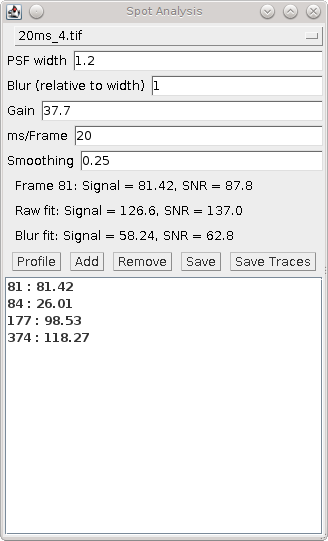 Spot Analysis
20ms_4.tif
PSF width 1.2
Blur (relative to width) 1
Gain 37.7
ms/Frame 20
Smoothing 0.25
Frame 81: Signal = 81.42, SNR = 87.8
Raw fit: Signal = 126.6, SNR = 137.0
Blur fit: Signal = 58.24, SNR = 62.8
Profile Add Remove Save Save Traces
81 : 81.42
84 : 26.01
177 : 98.53
374 : 118.27